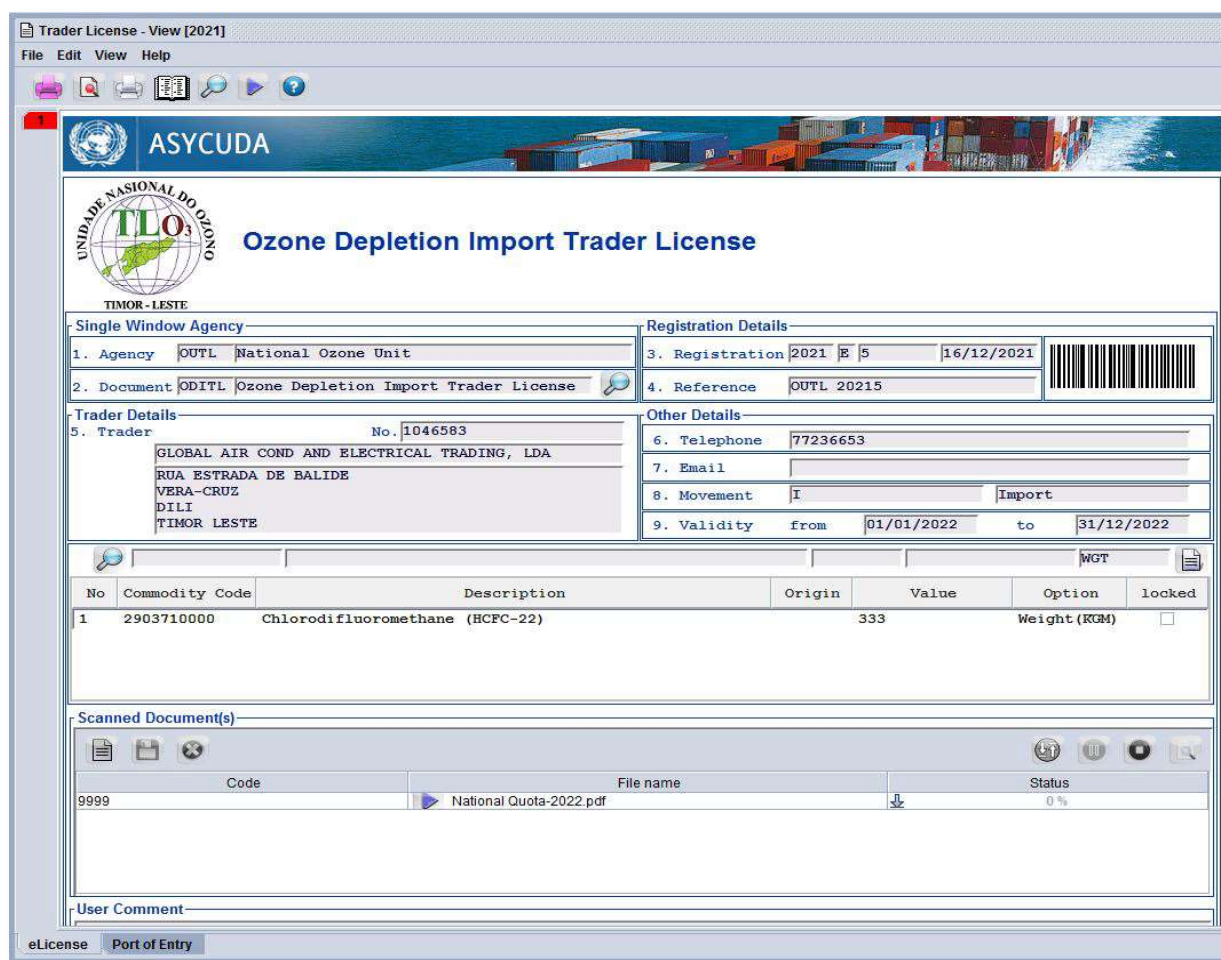 Trader License - View [2021]
File Edit View Help
1
ASYCUDA
UNIDADE NASIONAL DO OZONO
TLO3
TIMOR - LESTE
Ozone Depletion Import Trader License
Single Window Agency
1. Agency OUTL National Ozone Unit
2. Document ODITL Ozone Depletion Import Trader License
Registration Details
3. Registration 2021 E 5 16/12/2021
4. Reference OUTL 20215
Trader Details
5. Trader No. 1046583
GLOBAL AIR COND AND ELECTRICAL TRADING, LDA
RUA ESTRADA DE BALIDE
VERA-CRUZ
DILI
TIMOR LESTE
Other Details
6. Telephone 77236653
7. Email
8. Movement I Import
9. Validity from 01/01/2022 to 31/12/2022
WGT
No Commodity Code Description Origin Value Option locked
1 2903710000 Chlorodifluoromethane (HCFC-22) 333 Weight(KGM)
Scanned Document(s)
Code File name Status
9999 National Quota-2022.pdf 0 %
User Comment
eLicense Port of Entry